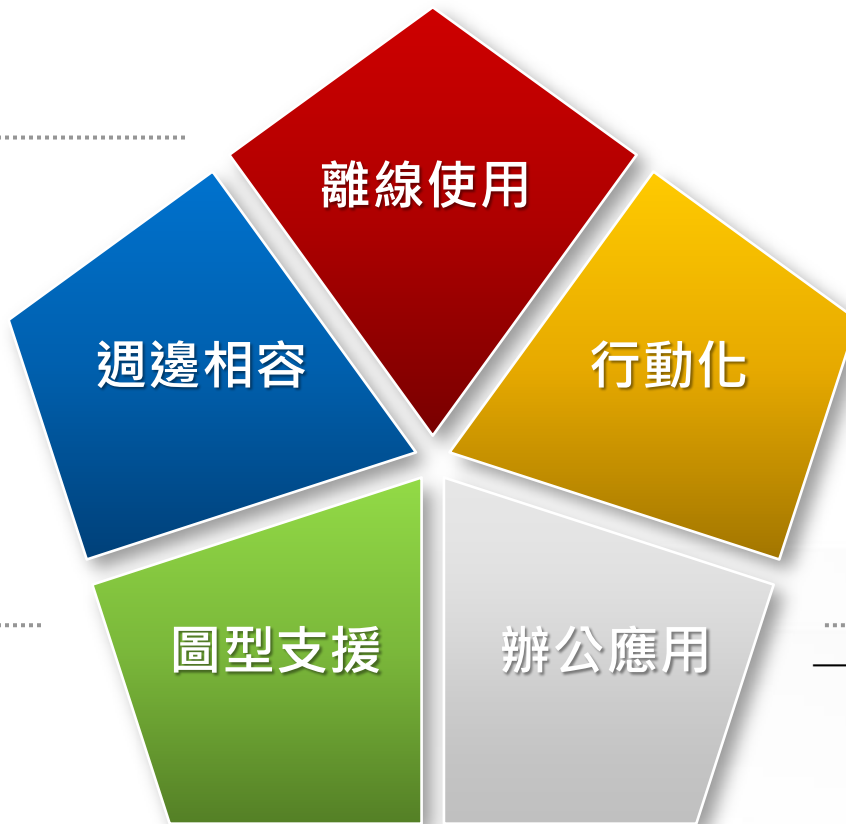 離線使用
週邊相容
行動化
圖型支援
辦公應用